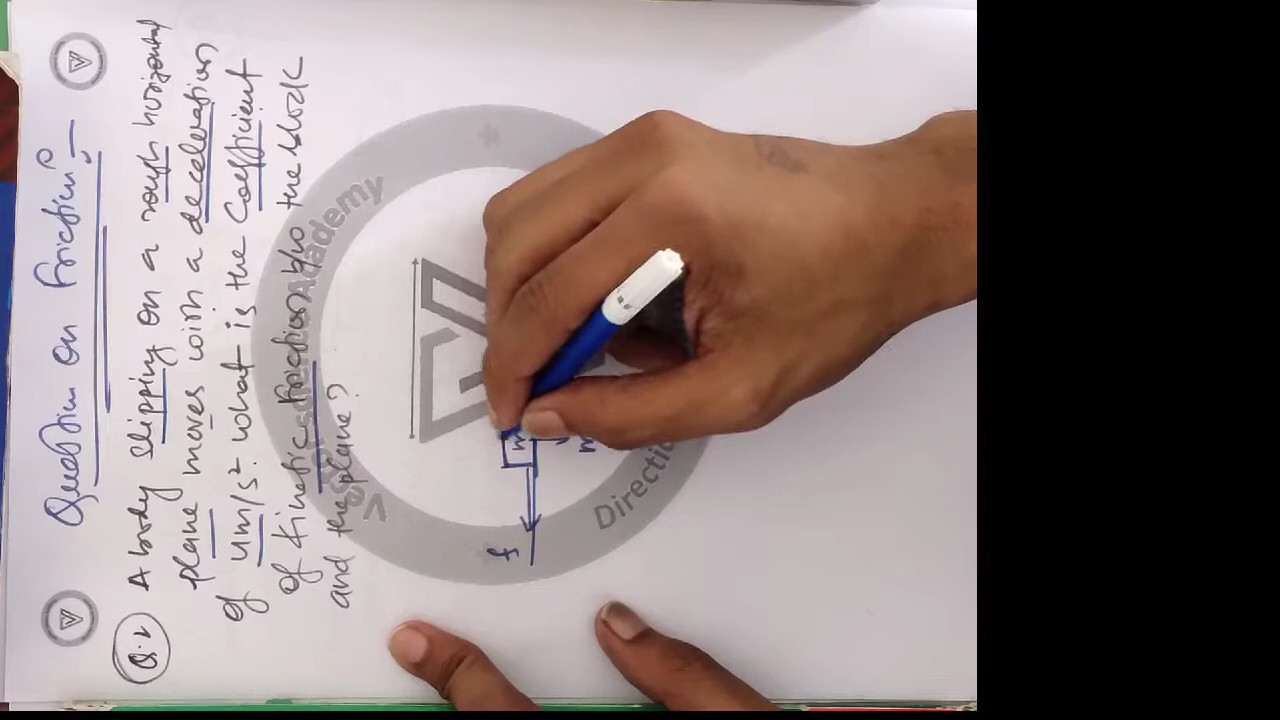 Question on friction:-
Q.2 A body slipping on a rough horizontal
plane moves with a deceleration
of 4m/s². what is the Coefficient
of kinetic friction b/w the block
and the plane?
f
m
m
Academy
Direction